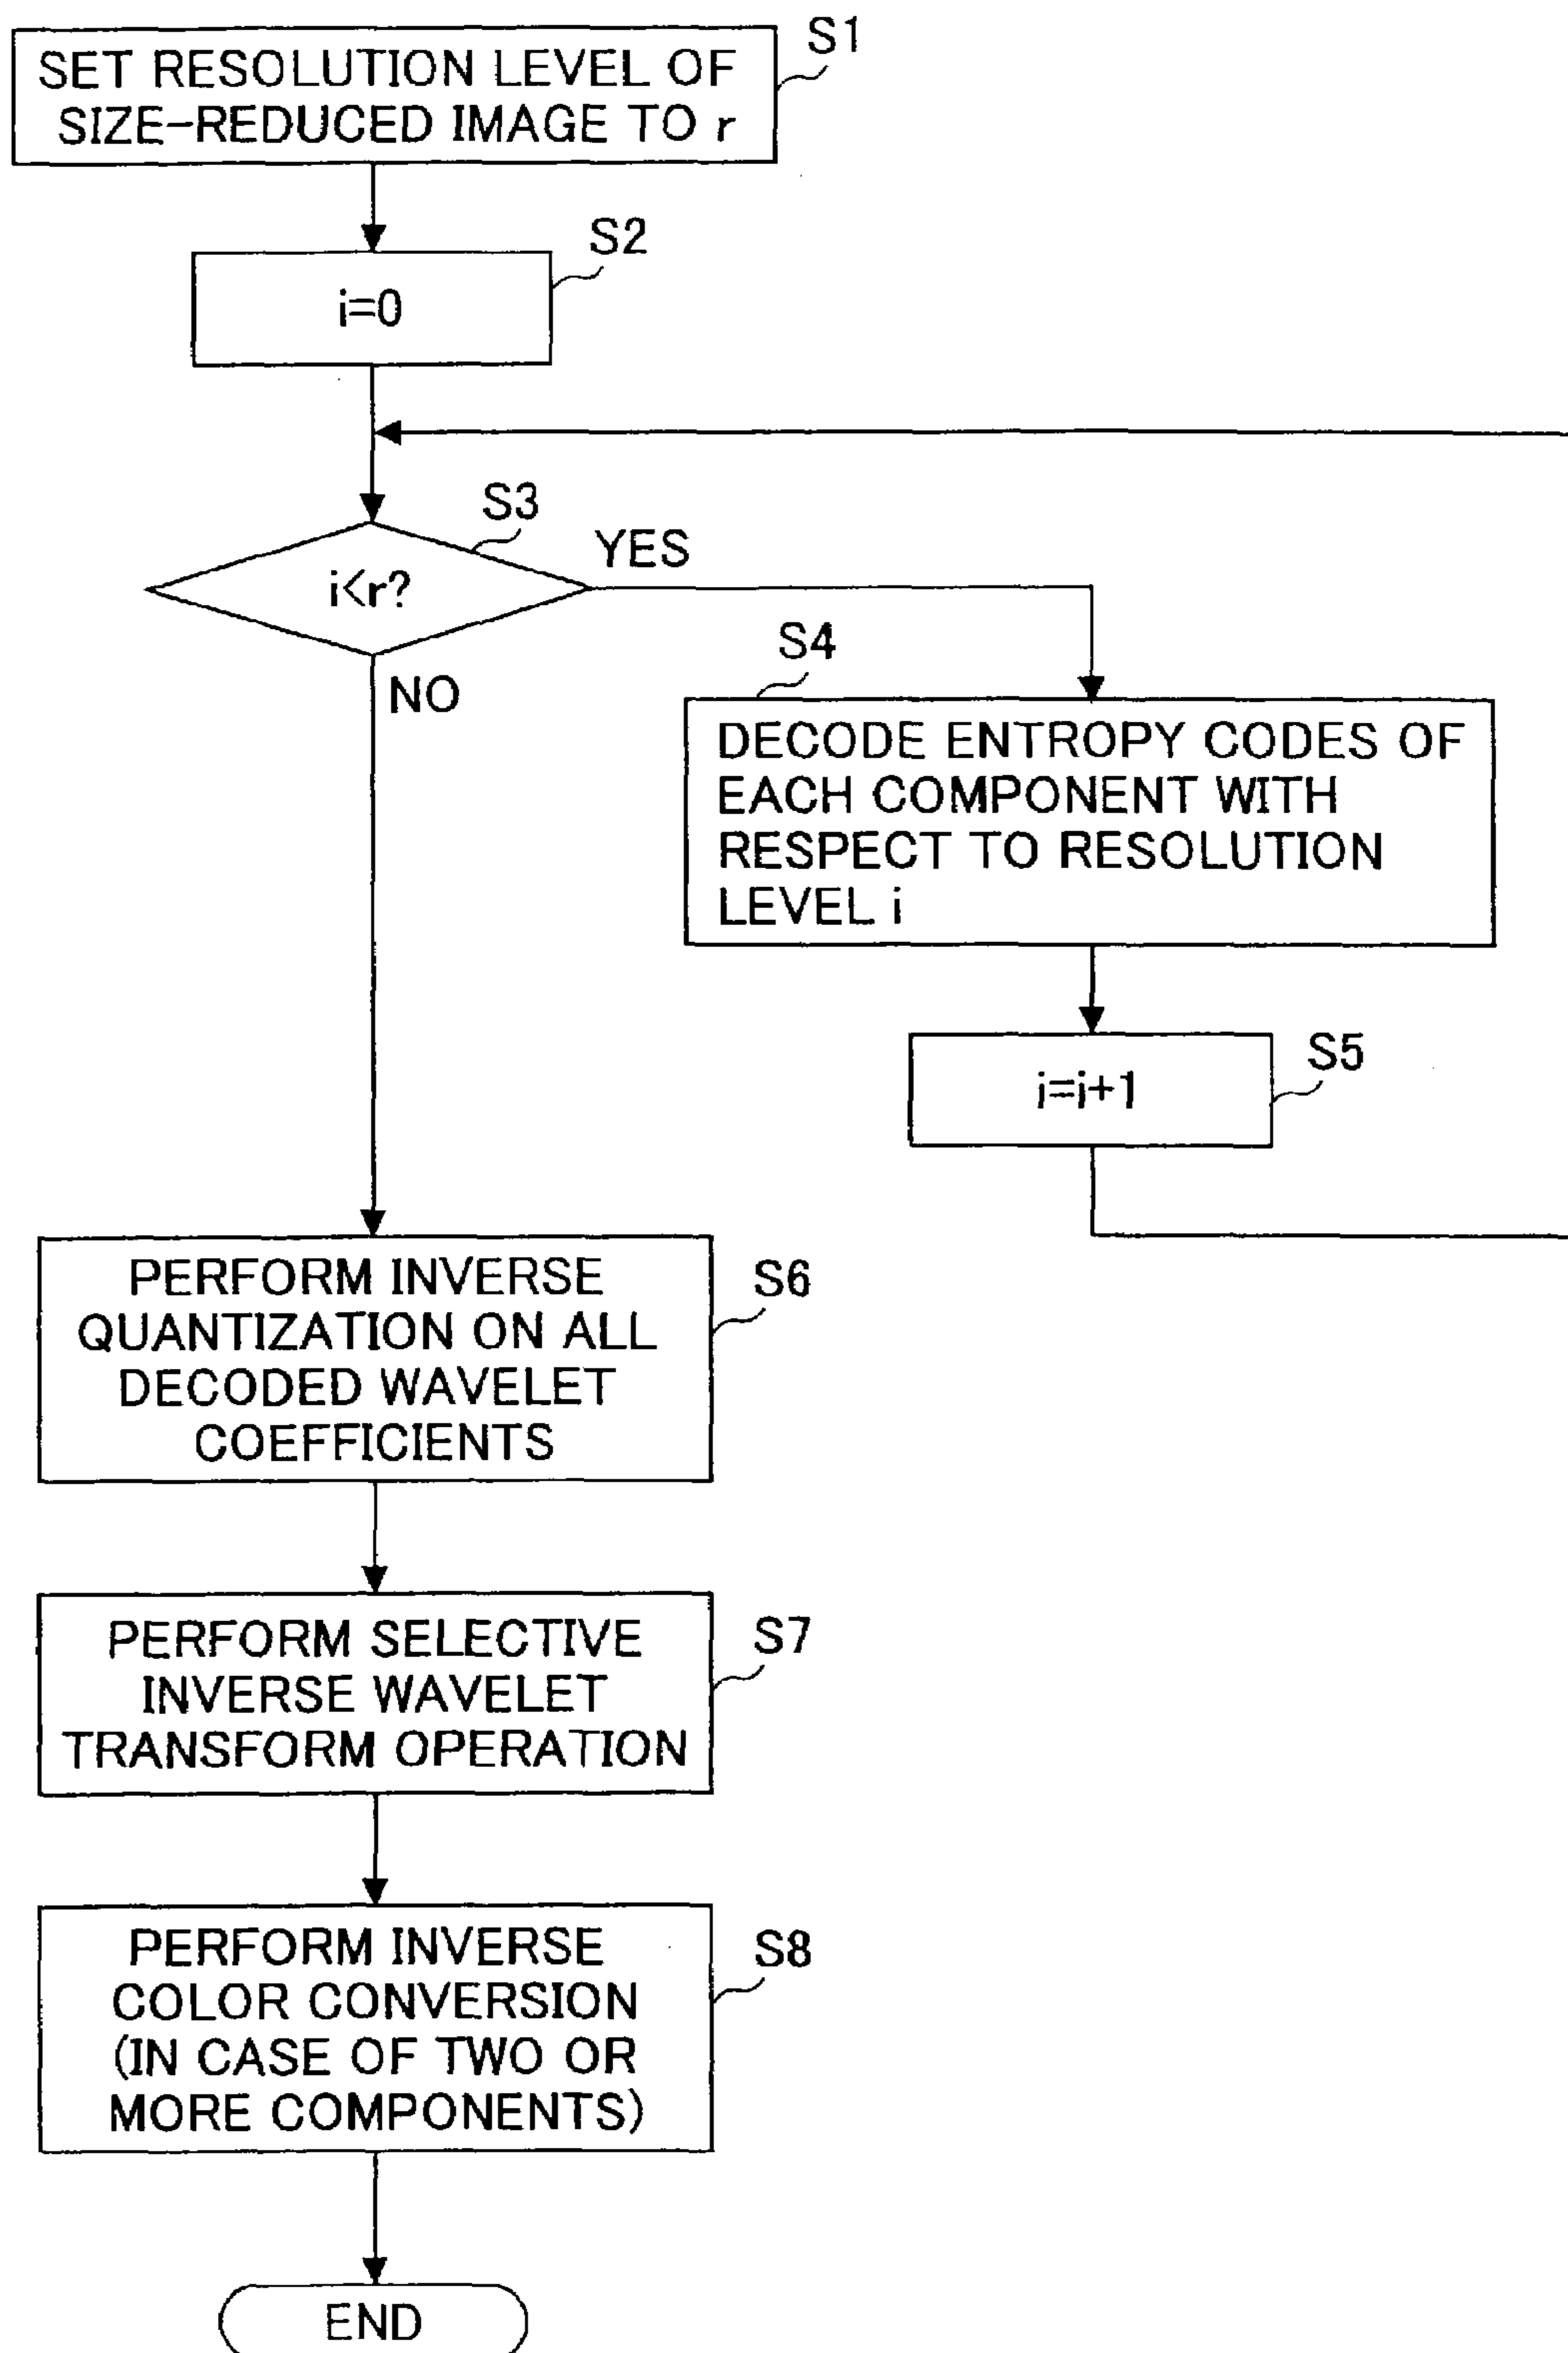 S1
SET RESOLUTION LEVEL OF
SIZE-REDUCED IMAGE TO r
S2
i=0
S3
YES
i<r?
NO
S4
DECODE ENTROPY CODES OF
EACH COMPONENT WITH
RESPECT TO RESOLUTION
LEVEL i
S5
i=i+1
S6
PERFORM INVERSE
QUANTIZATION ON ALL
DECODED WAVELET
COEFFICIENTS
S7
PERFORM SELECTIVE
INVERSE WAVELET
TRANSFORM OPERATION
S8
PERFORM INVERSE
COLOR CONVERSION
(IN CASE OF TWO OR
MORE COMPONENTS)
END